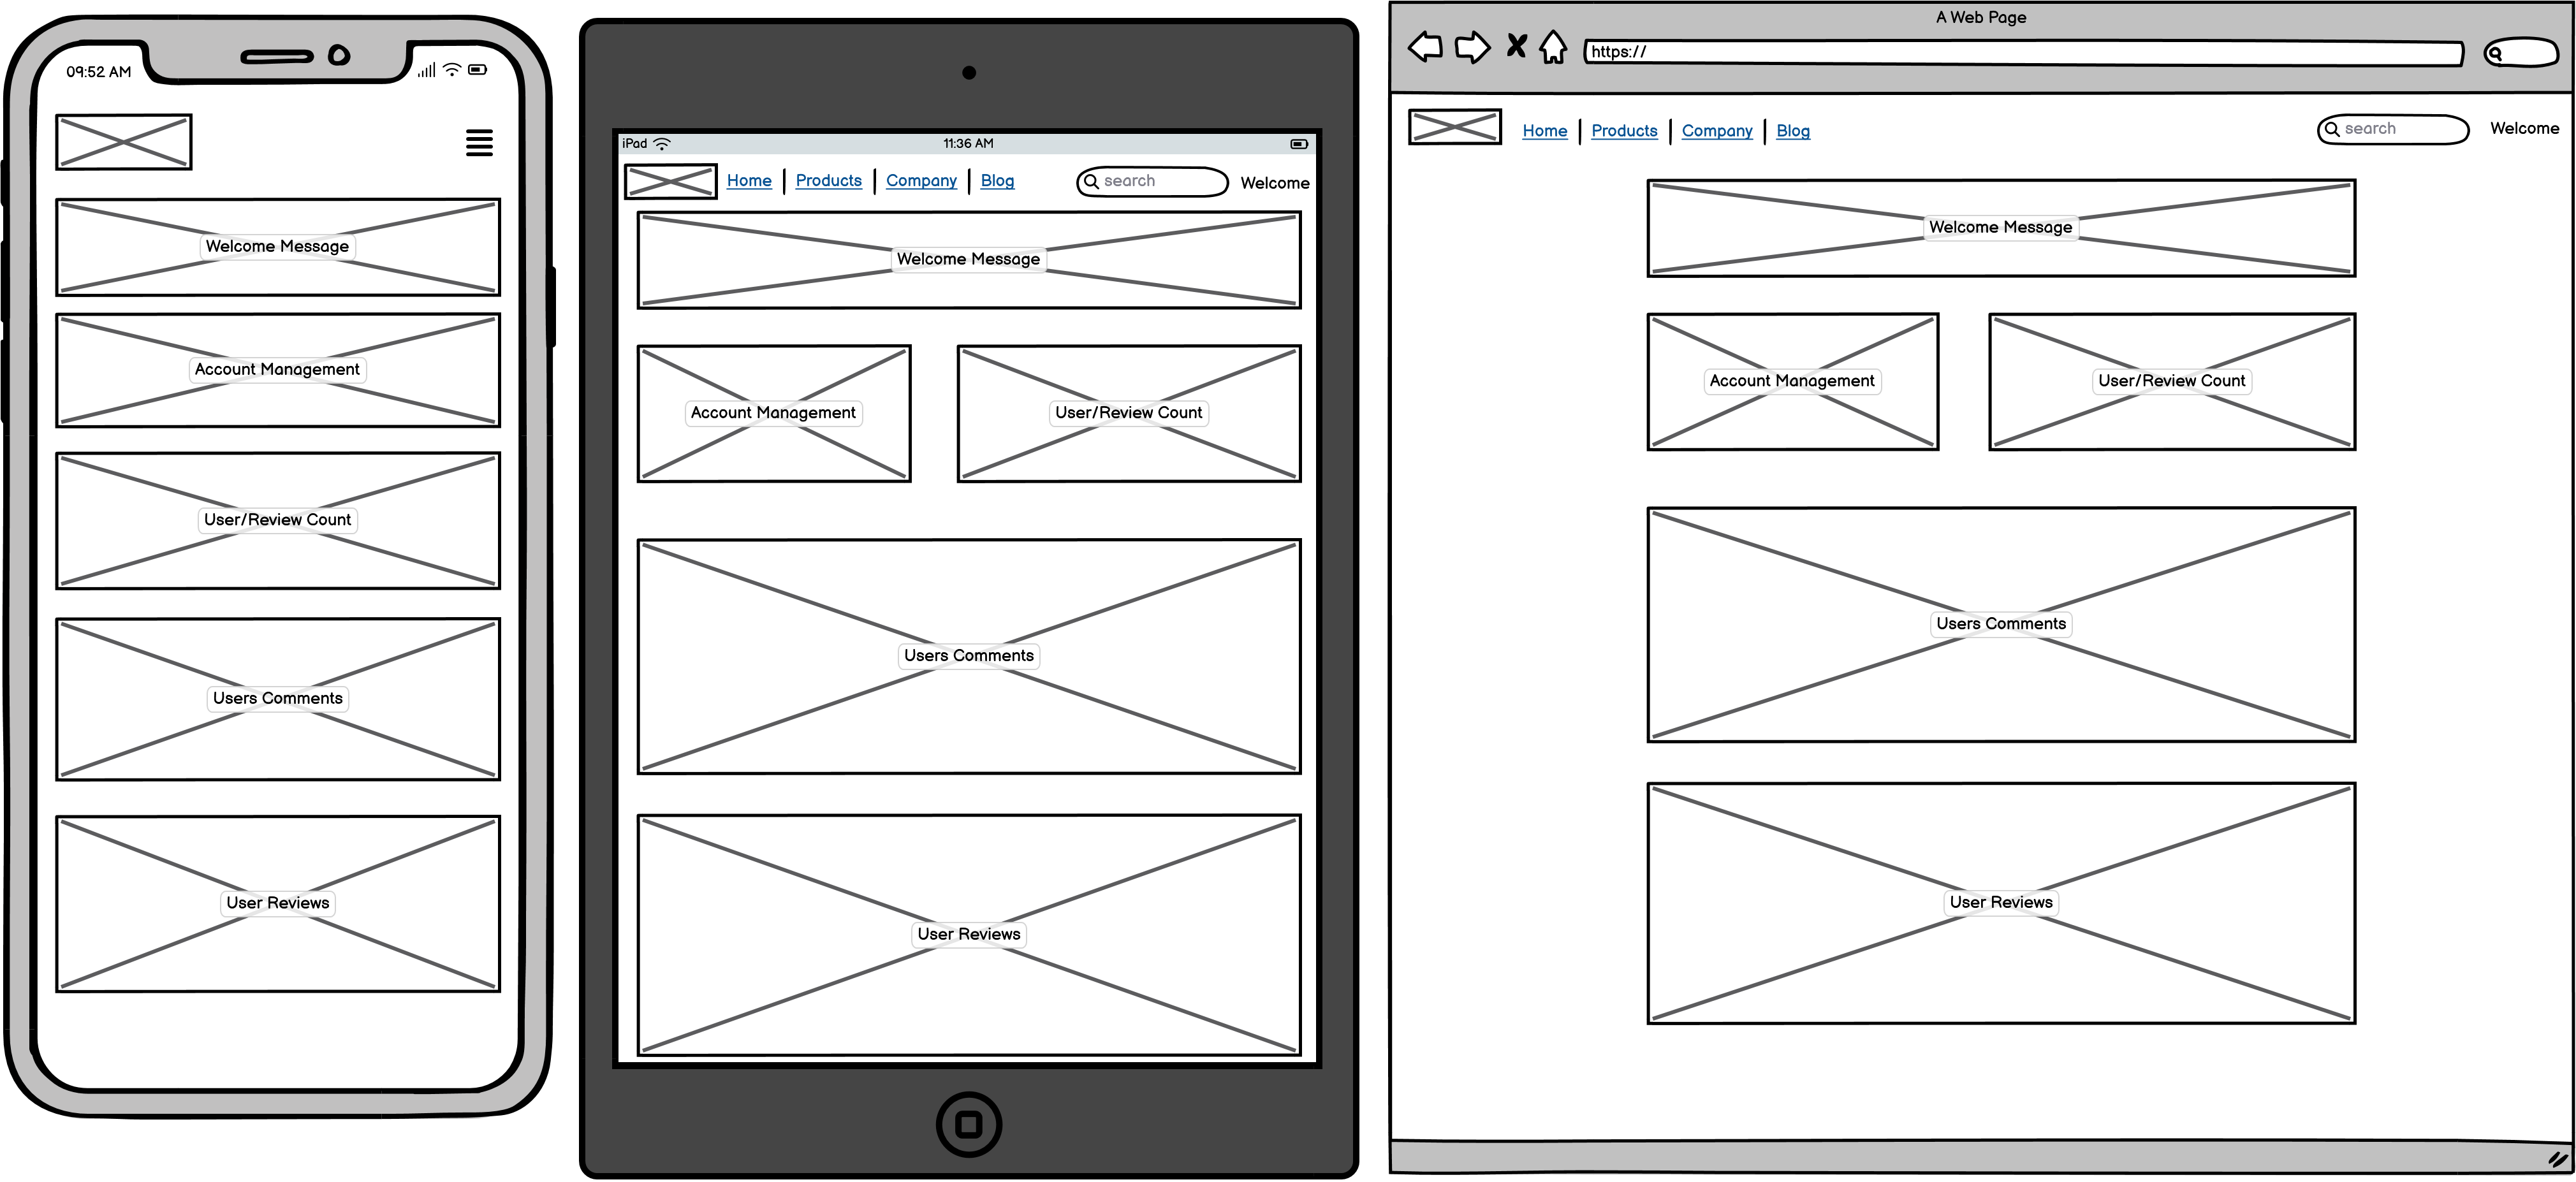 09:52 AM
Welcome Message
Account Management
User/Review Count
Users Comments
User Reviews
iPad 11:36 AM
Home Products Company Blog search Welcome
Welcome Message
Account Management User/Review Count
Users Comments
User Reviews
A Web Page
https://
Home Products Company Blog search Welcome
Welcome Message
Account Management User/Review Count
Users Comments
User Reviews